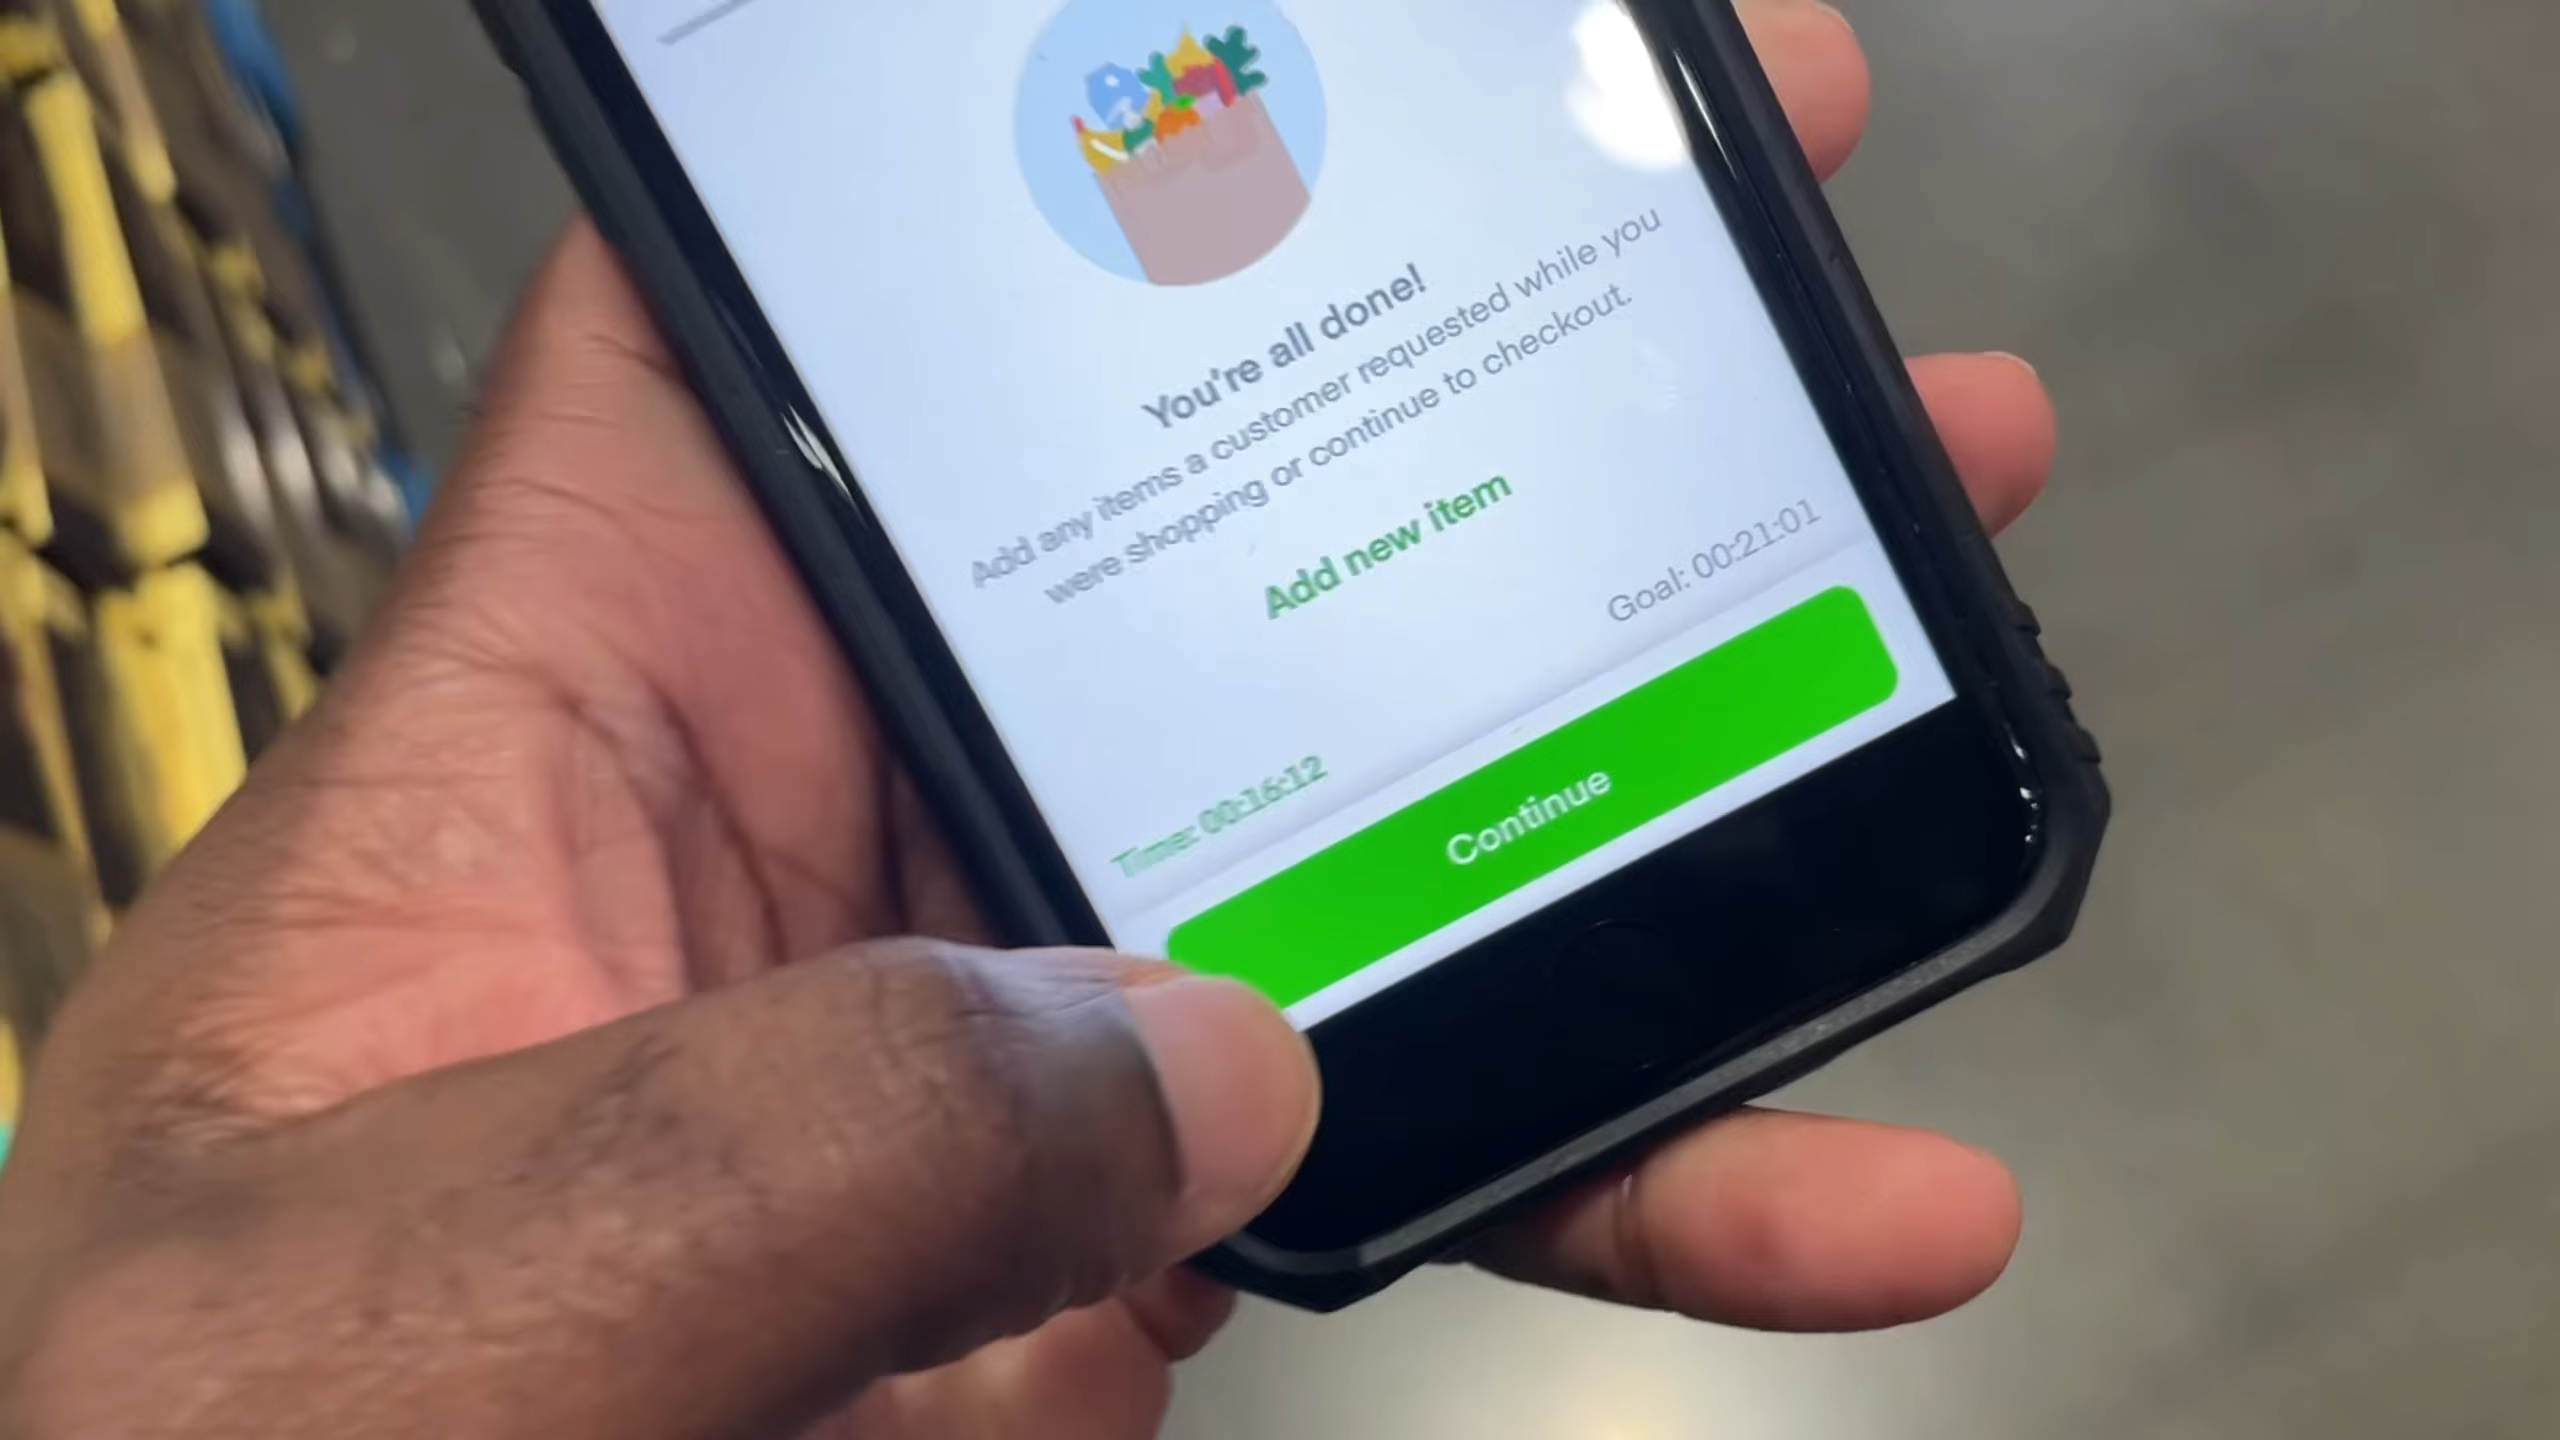 You're all done!
Add any items a customer requested while you
were shopping or continue to checkout.
Add new item
Time: 00:16:12
Goal: 00:21:01
Continue